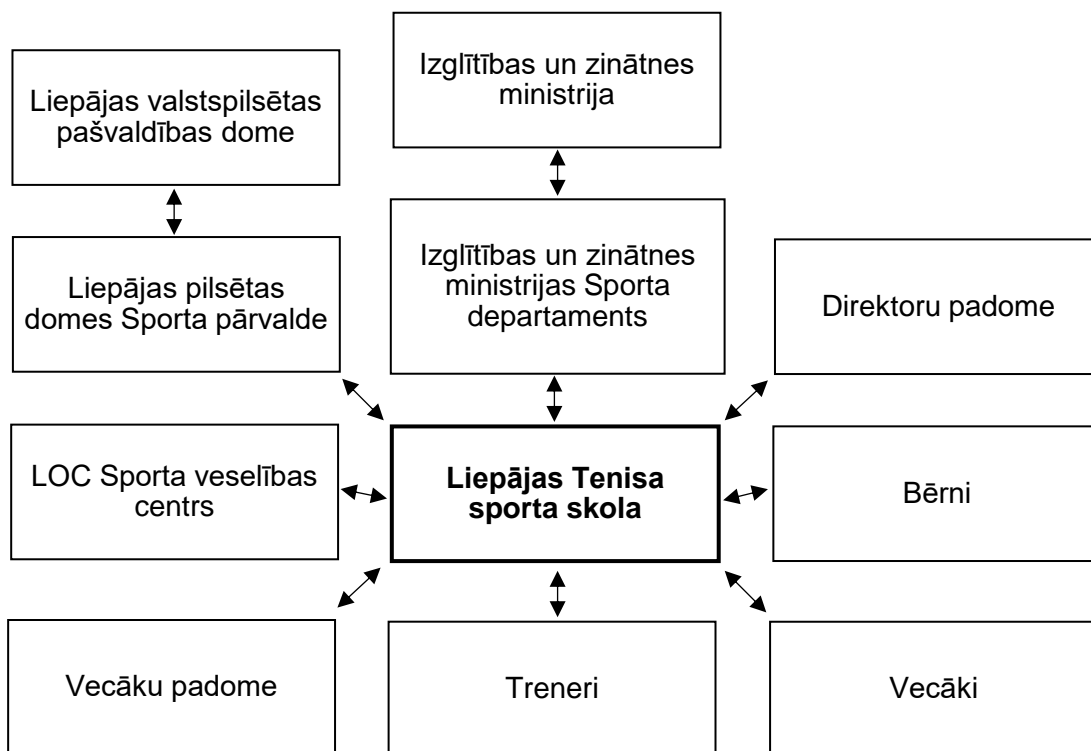 Liepājas valstspilsētas
pašvaldības dome
Izglītības un zinātnes
ministrija
Liepājas pilsētas
domes Sporta pārvalde
Izglītības un zinātnes
ministrijas Sporta
departaments
Direktoru padome
LOC Sporta veselības
centrs
Liepājas Tenisa
sporta skola
Bērni
Vecāku padome
Treneri
Vecāki